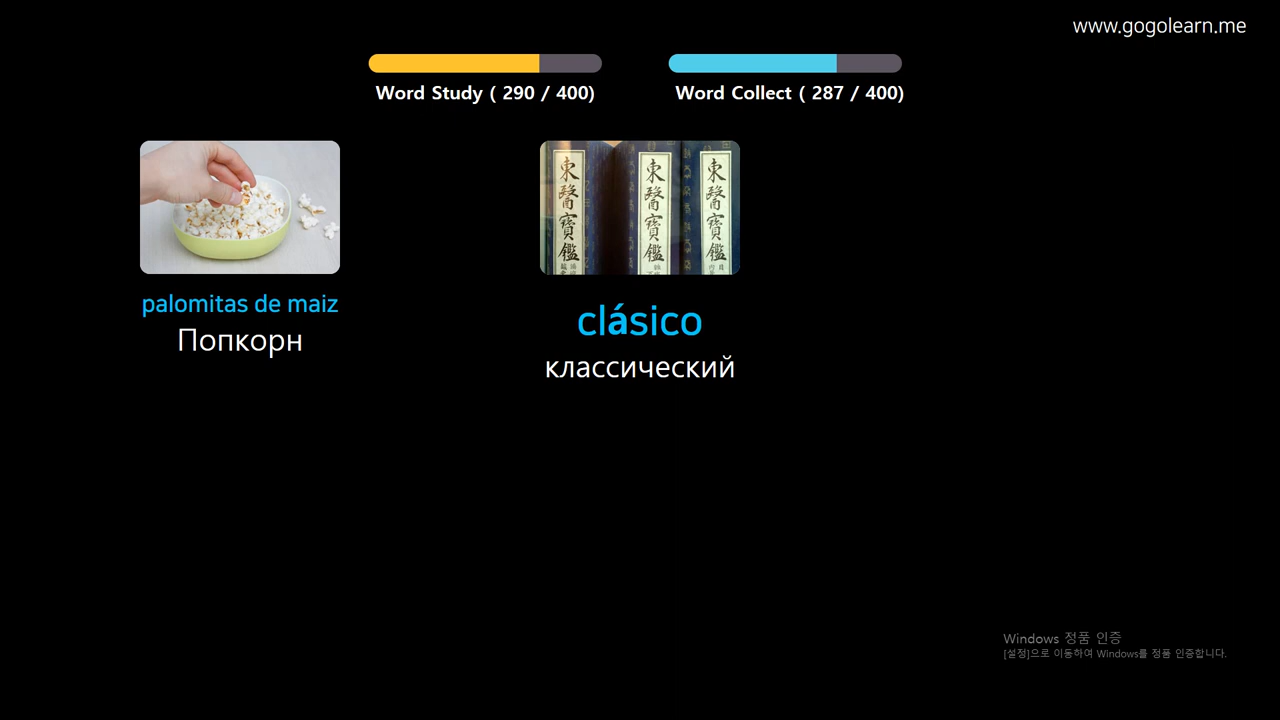 www.gogolearn.me
Word Study ( 290 / 400)
Word Collect ( 287 / 400)
東醫寶鑑
東醫寶鑑
東醫寶鑑
palomitas de maiz
Попкорн
clásico
классический
Windows 정품 인증
[설정]으로 이동하여 Windows를 정품 인증합니다.